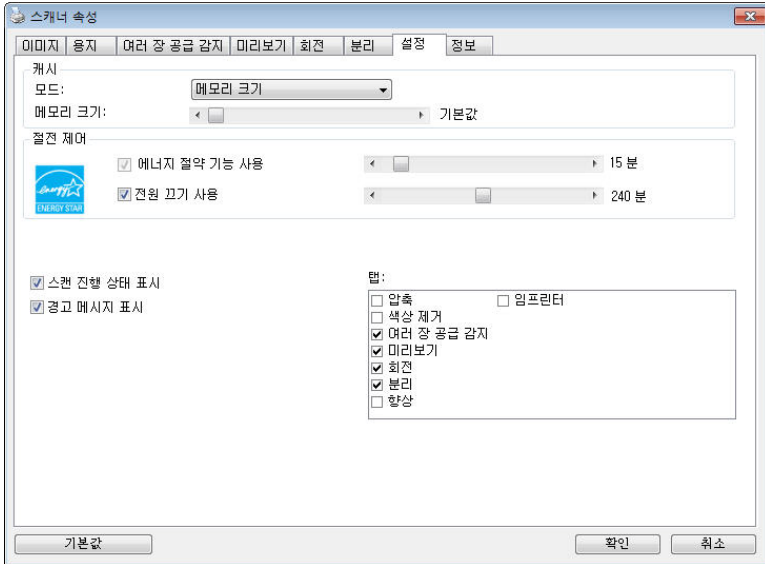 스캐너 속성
이미지 용지 여러 장 공급 감지 미리보기 회전 분리 설정 정보
캐시
모드: 메모리 크기
메모리 크기: 기본값
절전 제어
에너지 절약 기능 사용 15 분
energy
ENERGY STAR
전원 끄기 사용 240 분
스캔 진행 상태 표시
경고 메시지 표시
탭:
압축 임프린터
색상 제거
여러 장 공급 감지
미리보기
회전
분리
향상
기본값 확인 취소